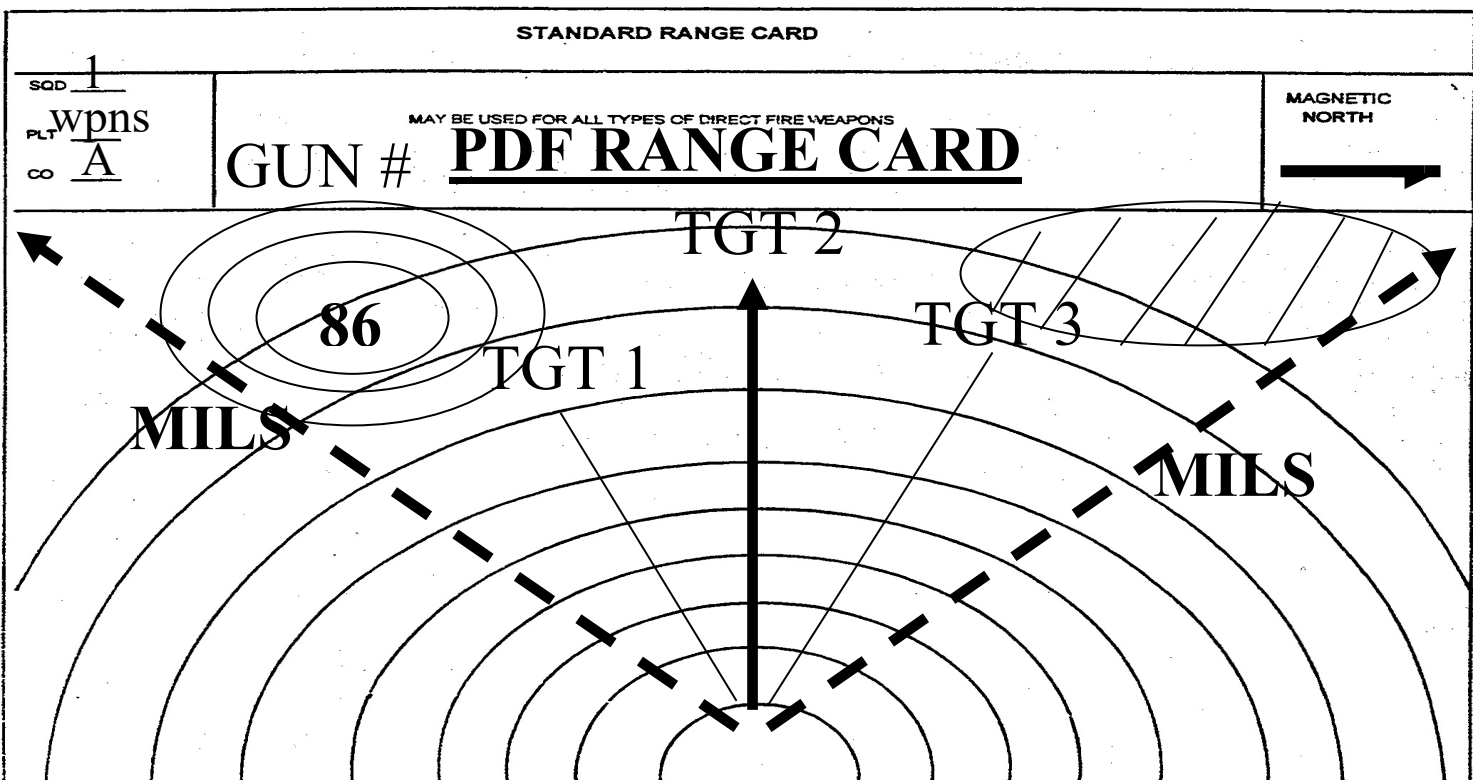 STANDARD RANGE CARD
SQD 1
PLT wpns
CO A
MAY BE USED FOR ALL TYPES OF DIRECT FIRE WEAPONS
GUN # PDF RANGE CARD
MAGNETIC
NORTH
TGT 2
86
TGT 3
TGT 1
MILS
MILS